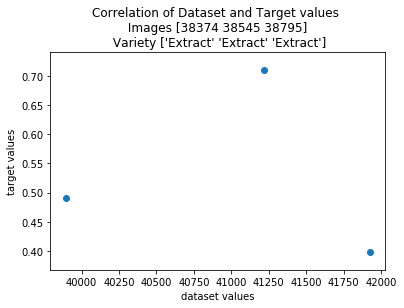 Correlation of Dataset and Target values
Images [38374 38545 38795]
Variety ['Extract' 'Extract' 'Extract']
target values
0.70
0.65
0.60
0.55
0.50
0.45
0.40
40000 40250 40500 40750 41000 41250 41500 41750 42000
dataset values